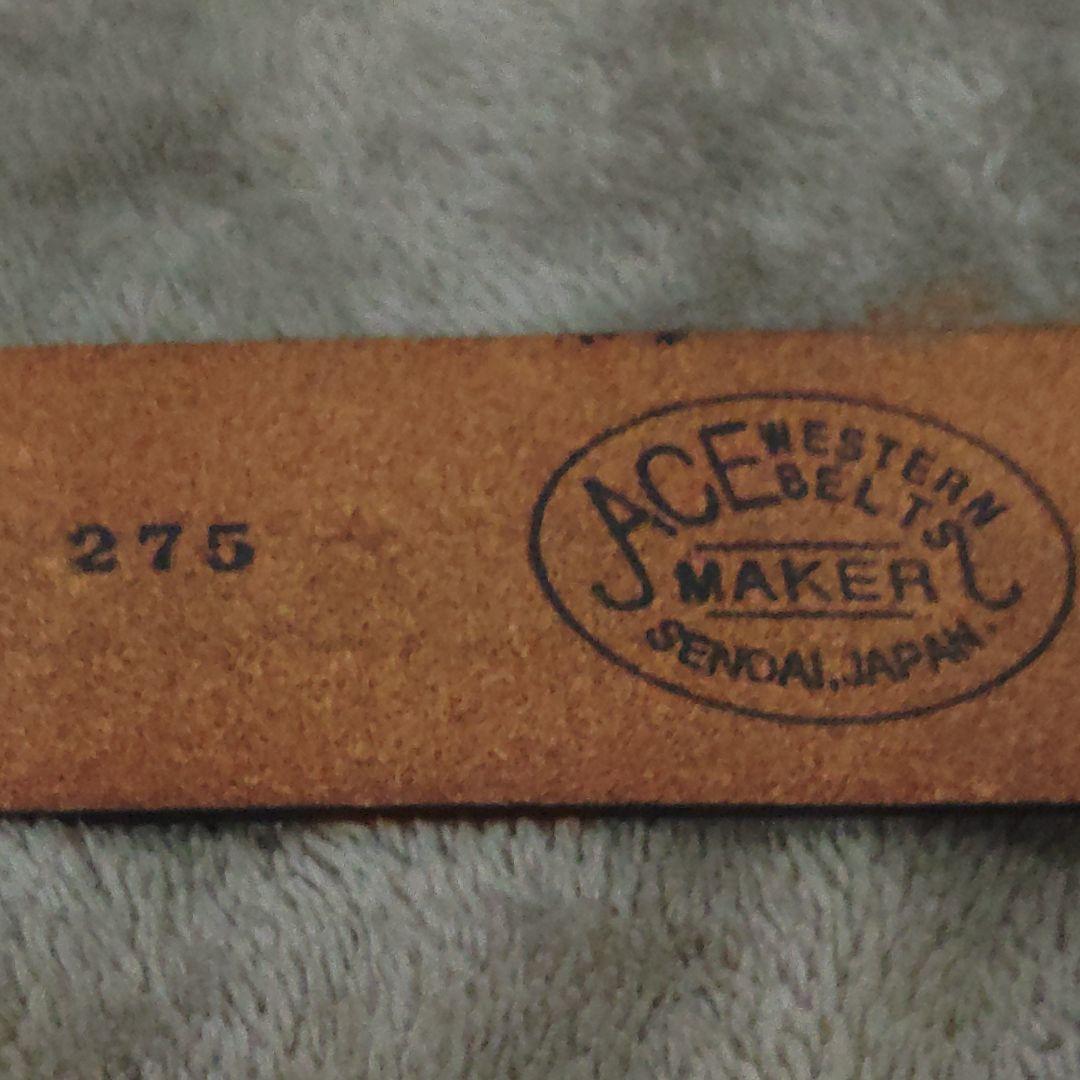 275
ACE WESTERN
BELTS
MAKER
SENDAI, JAPAN.